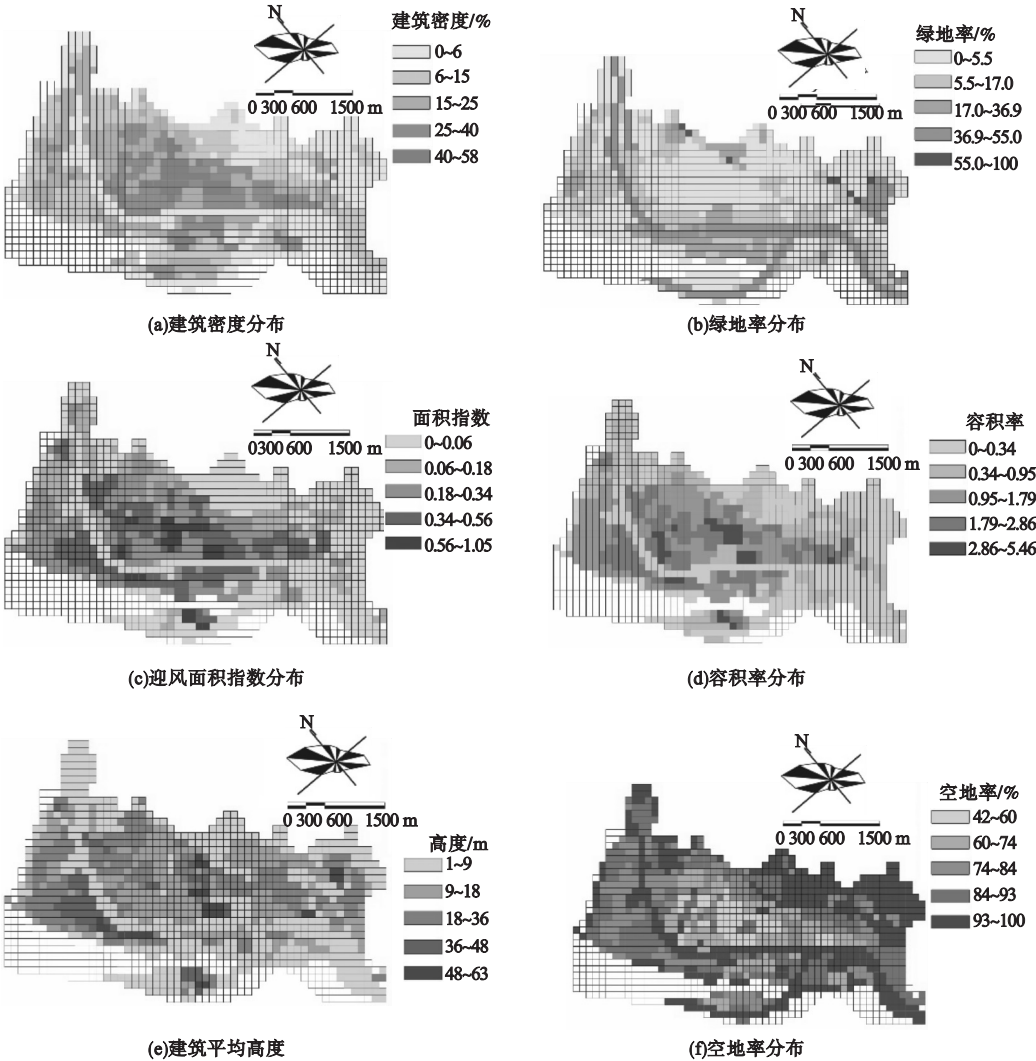 N
建筑密度/%
0~6
6~15
15~25
25~40
40~58
0 300 600 1500 m
(a)建筑密度分布
N
绿地率/%
0~5.5
5.5~17.0
17.0~36.9
36.9~55.0
55.0~100
0 300 600 1500 m
(b)绿地率分布
N
面积指数
0~0.06
0.06~0.18
0.18~0.34
0.34~0.56
0.56~1.05
0300 600 1500 m
(c)迎风面积指数分布
N
容积率
0~0.34
0.34~0.95
0.95~1.79
1.79~2.86
2.86~5.46
0 300 600 1500 m
(d)容积率分布
N
0 300 600 1500 m
高度/m
1~9
9~18
18~36
36~48
48~63
(e)建筑平均高度
N
空地率/%
42~60
60~74
74~84
84~93
93~100
0 300 600 1500 m
(f)空地率分布